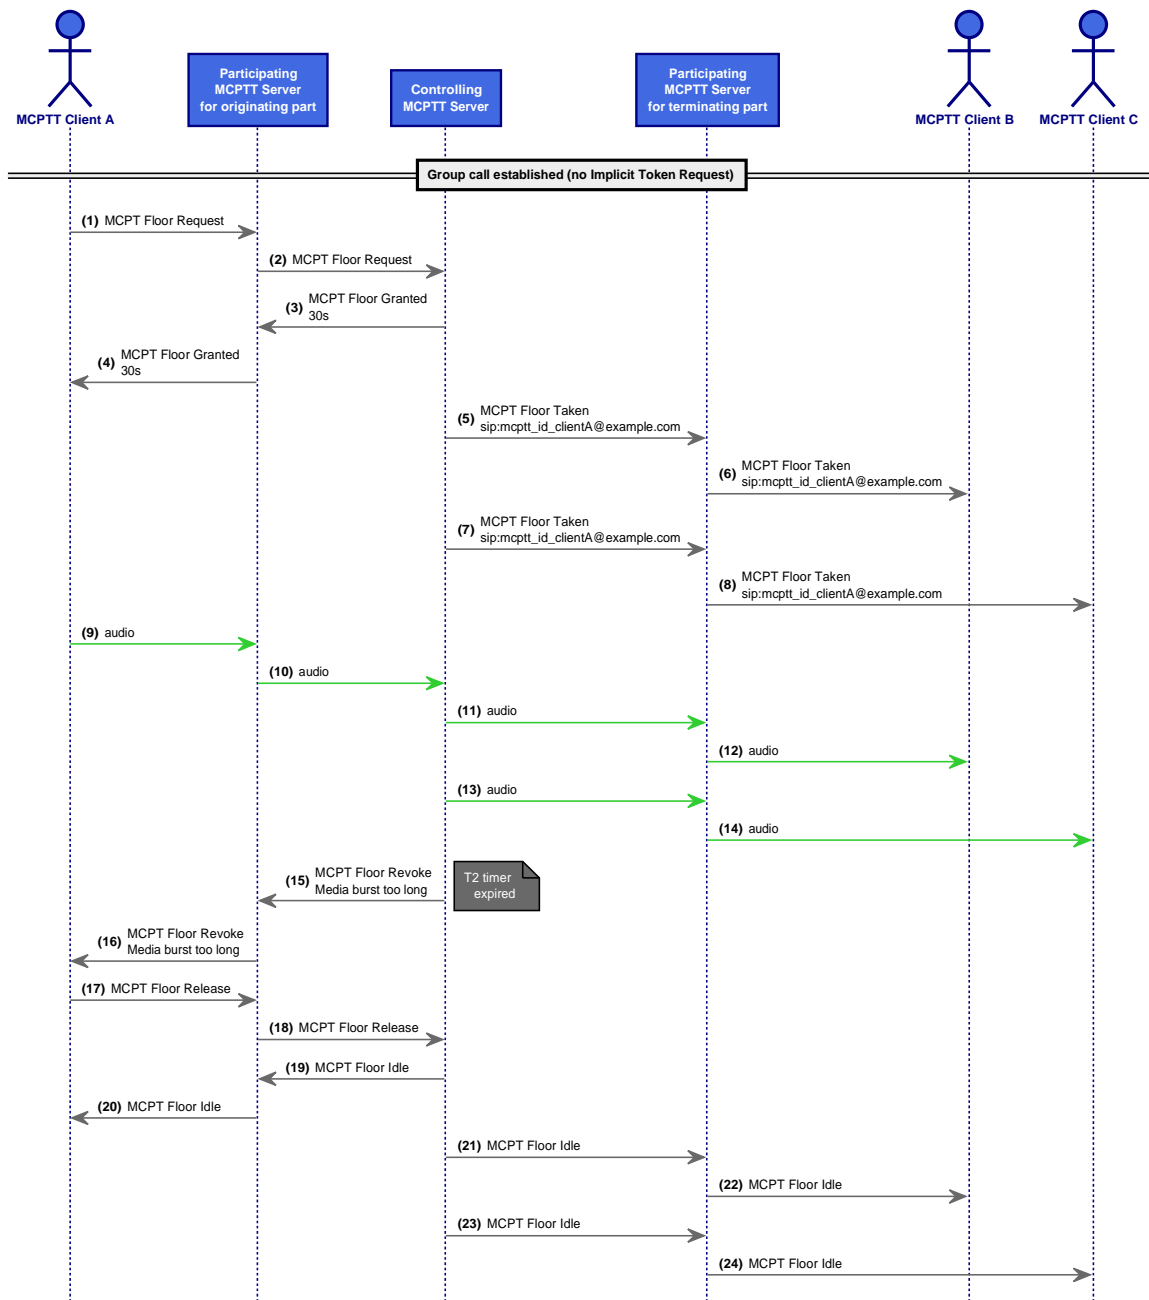 Participating
MCPTT Server
for originating part
Controlling
MCPTT Server
Participating
MCPTT Server
for terminating part
MCPTT Client A
MCPTT Client B
MCPTT Client C
Group call established (no Implicit Token Request)
(1) MCPT Floor Request
(2) MCPT Floor Request
(3) MCPT Floor Granted
30s
(4) MCPT Floor Granted
30s
(5) MCPT Floor Taken
sip:mcptt_id_clientA@example.com
(6) MCPT Floor Taken
sip:mcptt_id_clientA@example.com
(7) MCPT Floor Taken
sip:mcptt_id_clientA@example.com
(8) MCPT Floor Taken
sip:mcptt_id_clientA@example.com
(9) audio
(10) audio
(11) audio
(12) audio
(13) audio
(14) audio
(15) MCPT Floor Revoke
Media burst too long
T2 timer
expired
(16) MCPT Floor Revoke
Media burst too long
(17) MCPT Floor Release
(18) MCPT Floor Release
(19) MCPT Floor Idle
(20) MCPT Floor Idle
(21) MCPT Floor Idle
(22) MCPT Floor Idle
(23) MCPT Floor Idle
(24) MCPT Floor Idle